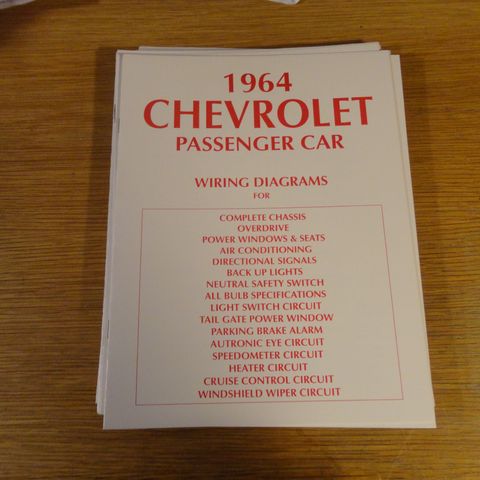 1964
CHEVROLET
PASSENGER CAR
WIRING DIAGRAMS
FOR
COMPLETE CHASSIS
OVERDRIVE
POWER WINDOWS & SEATS
AIR CONDITIONING
DIRECTIONAL SIGNALS
BACK UP LIGHTS
NEUTRAL SAFETY SWITCH
ALL BULB SPECIFICATIONS
LIGHT SWITCH CIRCUIT
TAIL GATE POWER WINDOW
PARKING BRAKE ALARM
AUTRONIC EYE CIRCUIT
SPEEDOMETER CIRCUIT
HEATER CIRCUIT
CRUISE CONTROL CIRCUIT
WINDSHIELD WIPER CIRCUIT